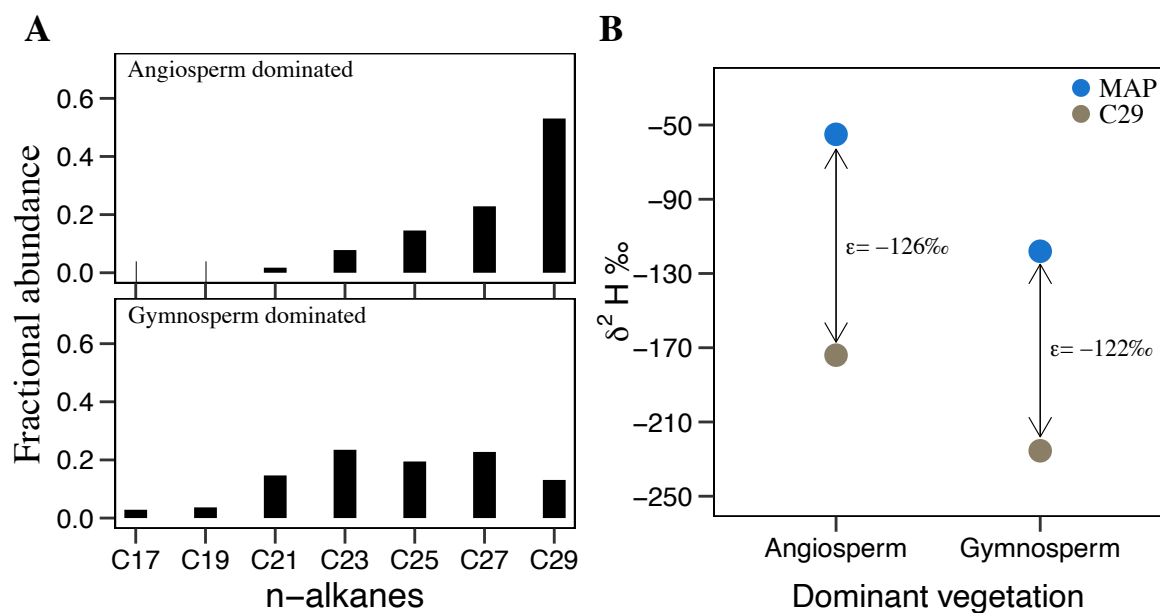 A
Angiosperm dominated
0.6
0.4
0.2
0.0
Gymnosperm dominated
0.6
0.4
0.2
0.0
Fractional abundance
C17 C19 C21 C23 C25 C27 C29
n−alkanes
B
MAP
C29
−50
−90
−130
−170
−210
−250
δ² H ‰
ε= −126‰
ε= −122‰
Angiosperm Gymnosperm
Dominant vegetation